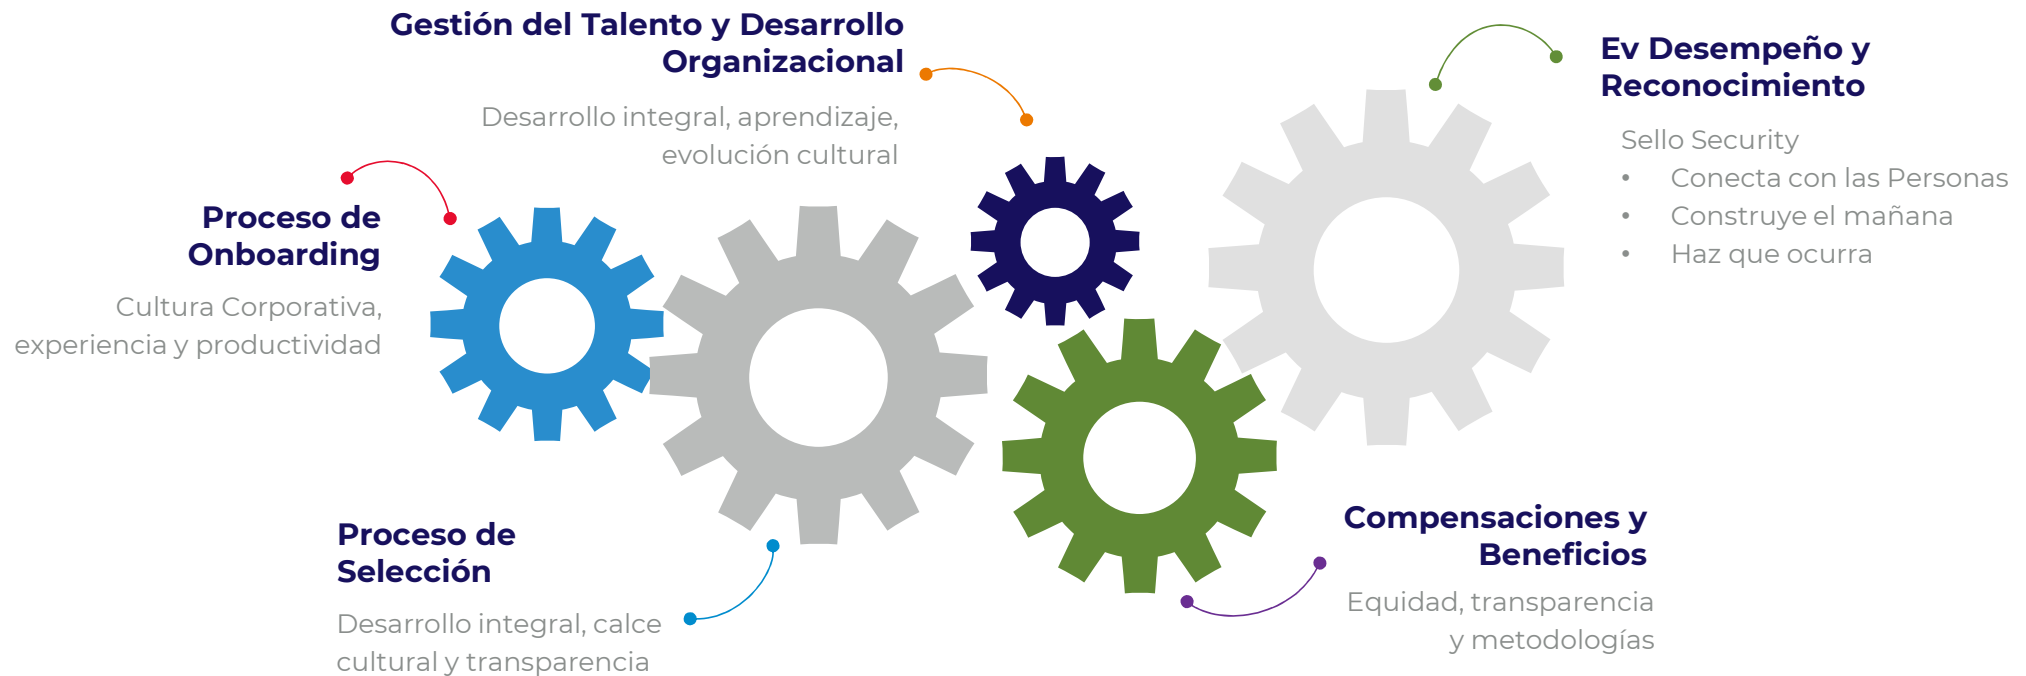 Gestión del Talento y Desarrollo
Organizacional
Desarrollo integral, aprendizaje,
evolución cultural
Ev Desempeño y
Reconocimiento
Sello Security
• Conecta con las Personas
• Construye el mañana
• Haz que ocurra
Proceso de
Onboarding
Cultura Corporativa,
experiencia y productividad
Proceso de
Selección
Desarrollo integral, calce
cultural y transparencia
Compensaciones y
Beneficios
Equidad, transparencia
y metodologías